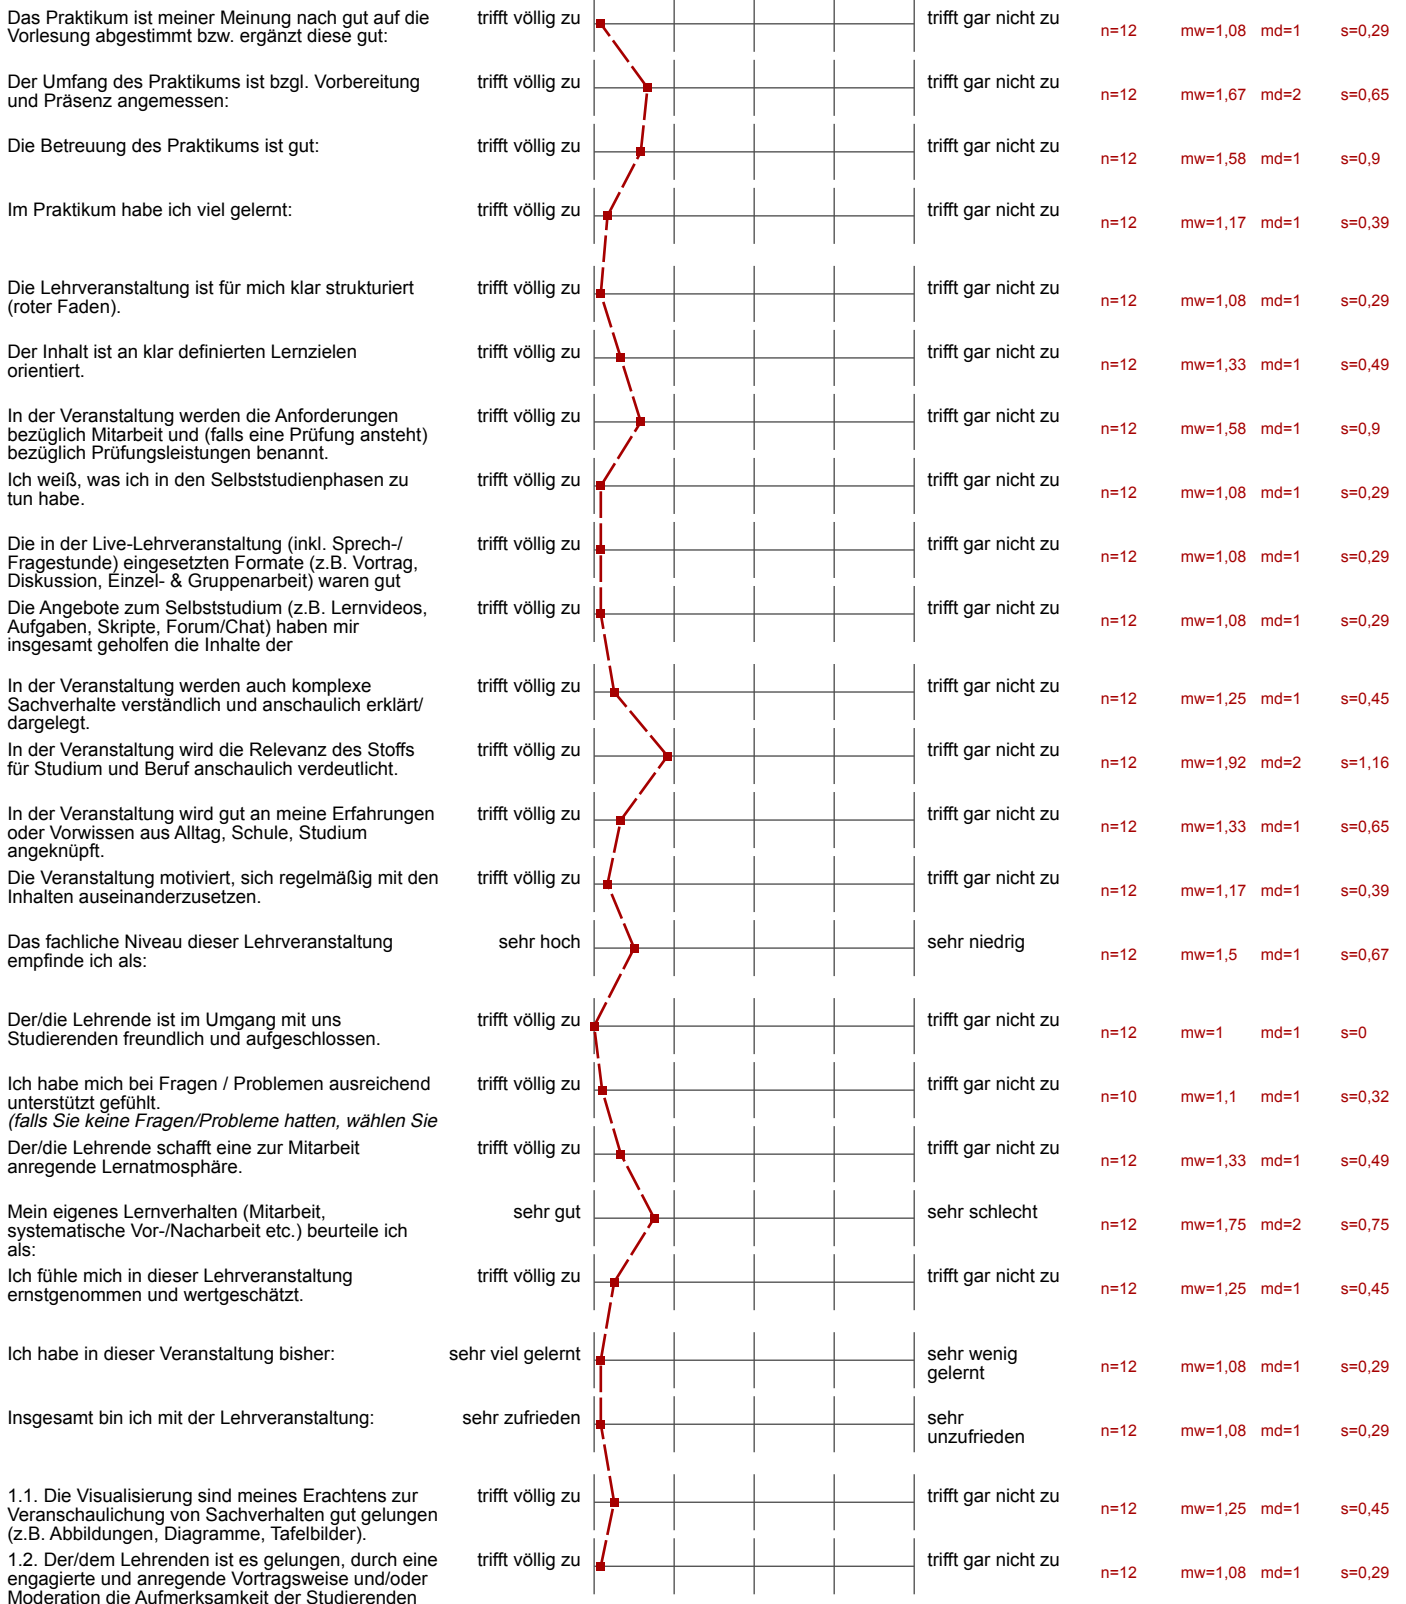 Das Praktikum ist meiner Meinung nach gut auf die
Vorlesung abgestimmt bzw. ergänzt diese gut:
trifft völlig zu
trifft gar nicht zu
n=12 mw=1,08 md=1 s=0,29
Der Umfang des Praktikums ist bzgl. Vorbereitung
und Präsenz angemessen:
trifft völlig zu
trifft gar nicht zu
n=12 mw=1,67 md=2 s=0,65
Die Betreuung des Praktikums ist gut:
trifft völlig zu
trifft gar nicht zu
n=12 mw=1,58 md=1 s=0,9
Im Praktikum habe ich viel gelernt:
trifft völlig zu
trifft gar nicht zu
n=12 mw=1,17 md=1 s=0,39
Die Lehrveranstaltung ist für mich klar strukturiert
(roter Faden).
trifft völlig zu
trifft gar nicht zu
n=12 mw=1,08 md=1 s=0,29
Der Inhalt ist an klar definierten Lernzielen
orientiert.
trifft völlig zu
trifft gar nicht zu
n=12 mw=1,33 md=1 s=0,49
In der Veranstaltung werden die Anforderungen
bezüglich Mitarbeit und (falls eine Prüfung ansteht)
bezüglich Prüfungsleistungen benannt.
trifft völlig zu
trifft gar nicht zu
n=12 mw=1,58 md=1 s=0,9
Ich weiß, was ich in den Selbststudienphasen zu
tun habe.
trifft völlig zu
trifft gar nicht zu
n=12 mw=1,08 md=1 s=0,29
Die in der Live-Lehrveranstaltung (inkl. Sprech-/
Fragestunde) eingesetzten Formate (z.B. Vortrag,
Diskussion, Einzel- & Gruppenarbeit) waren gut
trifft völlig zu
trifft gar nicht zu
n=12 mw=1,08 md=1 s=0,29
Die Angebote zum Selbststudium (z.B. Lernvideos,
Aufgaben, Skripte, Forum/Chat) haben mir
insgesamt geholfen die Inhalte der
trifft völlig zu
trifft gar nicht zu
n=12 mw=1,08 md=1 s=0,29
In der Veranstaltung werden auch komplexe
Sachverhalte verständlich und anschaulich erklärt/
dargelegt.
trifft völlig zu
trifft gar nicht zu
n=12 mw=1,25 md=1 s=0,45
In der Veranstaltung wird die Relevanz des Stoffs
für Studium und Beruf anschaulich verdeutlicht.
trifft völlig zu
trifft gar nicht zu
n=12 mw=1,92 md=2 s=1,16
In der Veranstaltung wird gut an meine Erfahrungen
oder Vorwissen aus Alltag, Schule, Studium
angeknüpft.
trifft völlig zu
trifft gar nicht zu
n=12 mw=1,33 md=1 s=0,65
Die Veranstaltung motiviert, sich regelmäßig mit den
Inhalten auseinanderzusetzen.
trifft völlig zu
trifft gar nicht zu
n=12 mw=1,17 md=1 s=0,39
Das fachliche Niveau dieser Lehrveranstaltung
empfinde ich als:
sehr hoch
sehr niedrig
n=12 mw=1,5 md=1 s=0,67
Der/die Lehrende ist im Umgang mit uns
Studierenden freundlich und aufgeschlossen.
trifft völlig zu
trifft gar nicht zu
n=12 mw=1 md=1 s=0
Ich habe mich bei Fragen / Problemen ausreichend
unterstützt gefühlt.
(falls Sie keine Fragen/Probleme hatten, wählen Sie
trifft völlig zu
trifft gar nicht zu
n=10 mw=1,1 md=1 s=0,32
Der/die Lehrende schafft eine zur Mitarbeit
anregende Lernatmosphäre.
trifft völlig zu
trifft gar nicht zu
n=12 mw=1,33 md=1 s=0,49
Mein eigenes Lernverhalten (Mitarbeit,
systematische Vor-/Nacharbeit etc.) beurteile ich
als:
sehr gut
sehr schlecht
n=12 mw=1,75 md=2 s=0,75
Ich fühle mich in dieser Lehrveranstaltung
ernstgenommen und wertgeschätzt.
trifft völlig zu
trifft gar nicht zu
n=12 mw=1,25 md=1 s=0,45
Ich habe in dieser Veranstaltung bisher:
sehr viel gelernt
sehr wenig
gelernt
n=12 mw=1,08 md=1 s=0,29
Insgesamt bin ich mit der Lehrveranstaltung:
sehr zufrieden
sehr
unzufrieden
n=12 mw=1,08 md=1 s=0,29
1.1. Die Visualisierung sind meines Erachtens zur
Veranschaulichung von Sachverhalten gut gelungen
(z.B. Abbildungen, Diagramme, Tafelbilder).
trifft völlig zu
trifft gar nicht zu
n=12 mw=1,25 md=1 s=0,45
1.2. Der/dem Lehrenden ist es gelungen, durch eine
engagierte und anregende Vortragsweise und/oder
Moderation die Aufmerksamkeit der Studierenden
trifft völlig zu
trifft gar nicht zu
n=12 mw=1,08 md=1 s=0,29